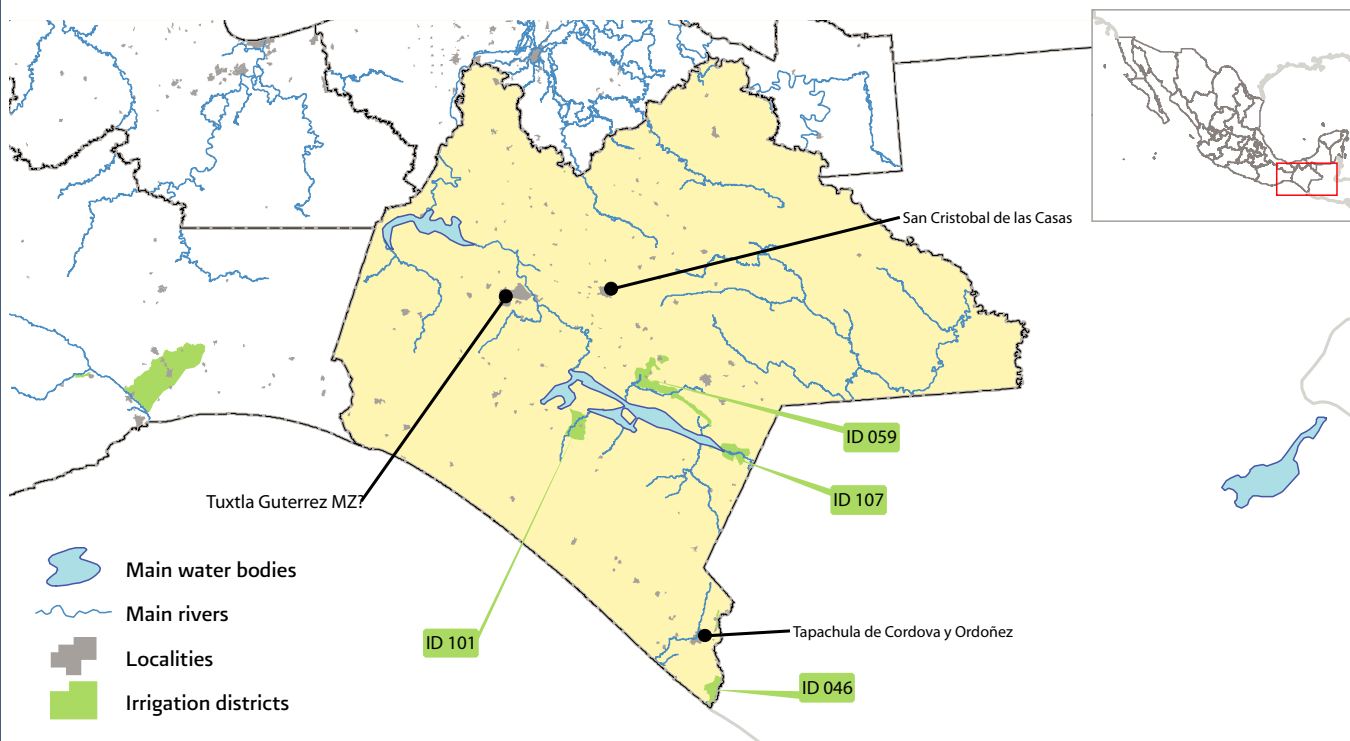 San Cristobal de las Casas
ID 059
ID 107
Tuxtla Guterrez MZ?
Main water bodies
Main rivers
ID 101
Tapachula de Cordova y Ordoñez
Localities
ID 046
Irrigation districts